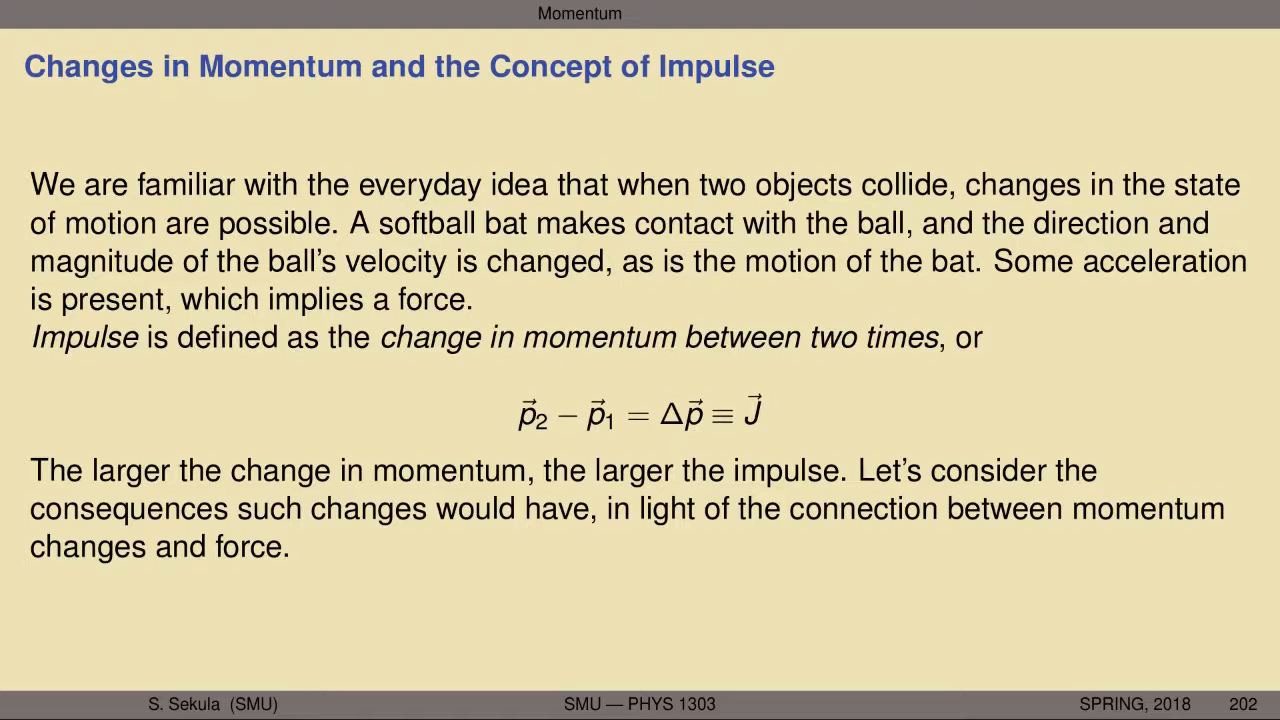 Momentum
Changes in Momentum and the Concept of Impulse
We are familiar with the everyday idea that when two objects collide, changes in the state
of motion are possible. A softball bat makes contact with the ball, and the direction and
magnitude of the ball's velocity is changed, as is the motion of the bat. Some acceleration
is present, which implies a force.
Impulse is defined as the change in momentum between two times, or
p⃗₂ − p⃗₁ = Δp⃗ ≡ J⃗
The larger the change in momentum, the larger the impulse. Let's consider the
consequences such changes would have, in light of the connection between momentum
changes and force.
S. Sekula (SMU) SMU — PHYS 1303 SPRING, 2018 202